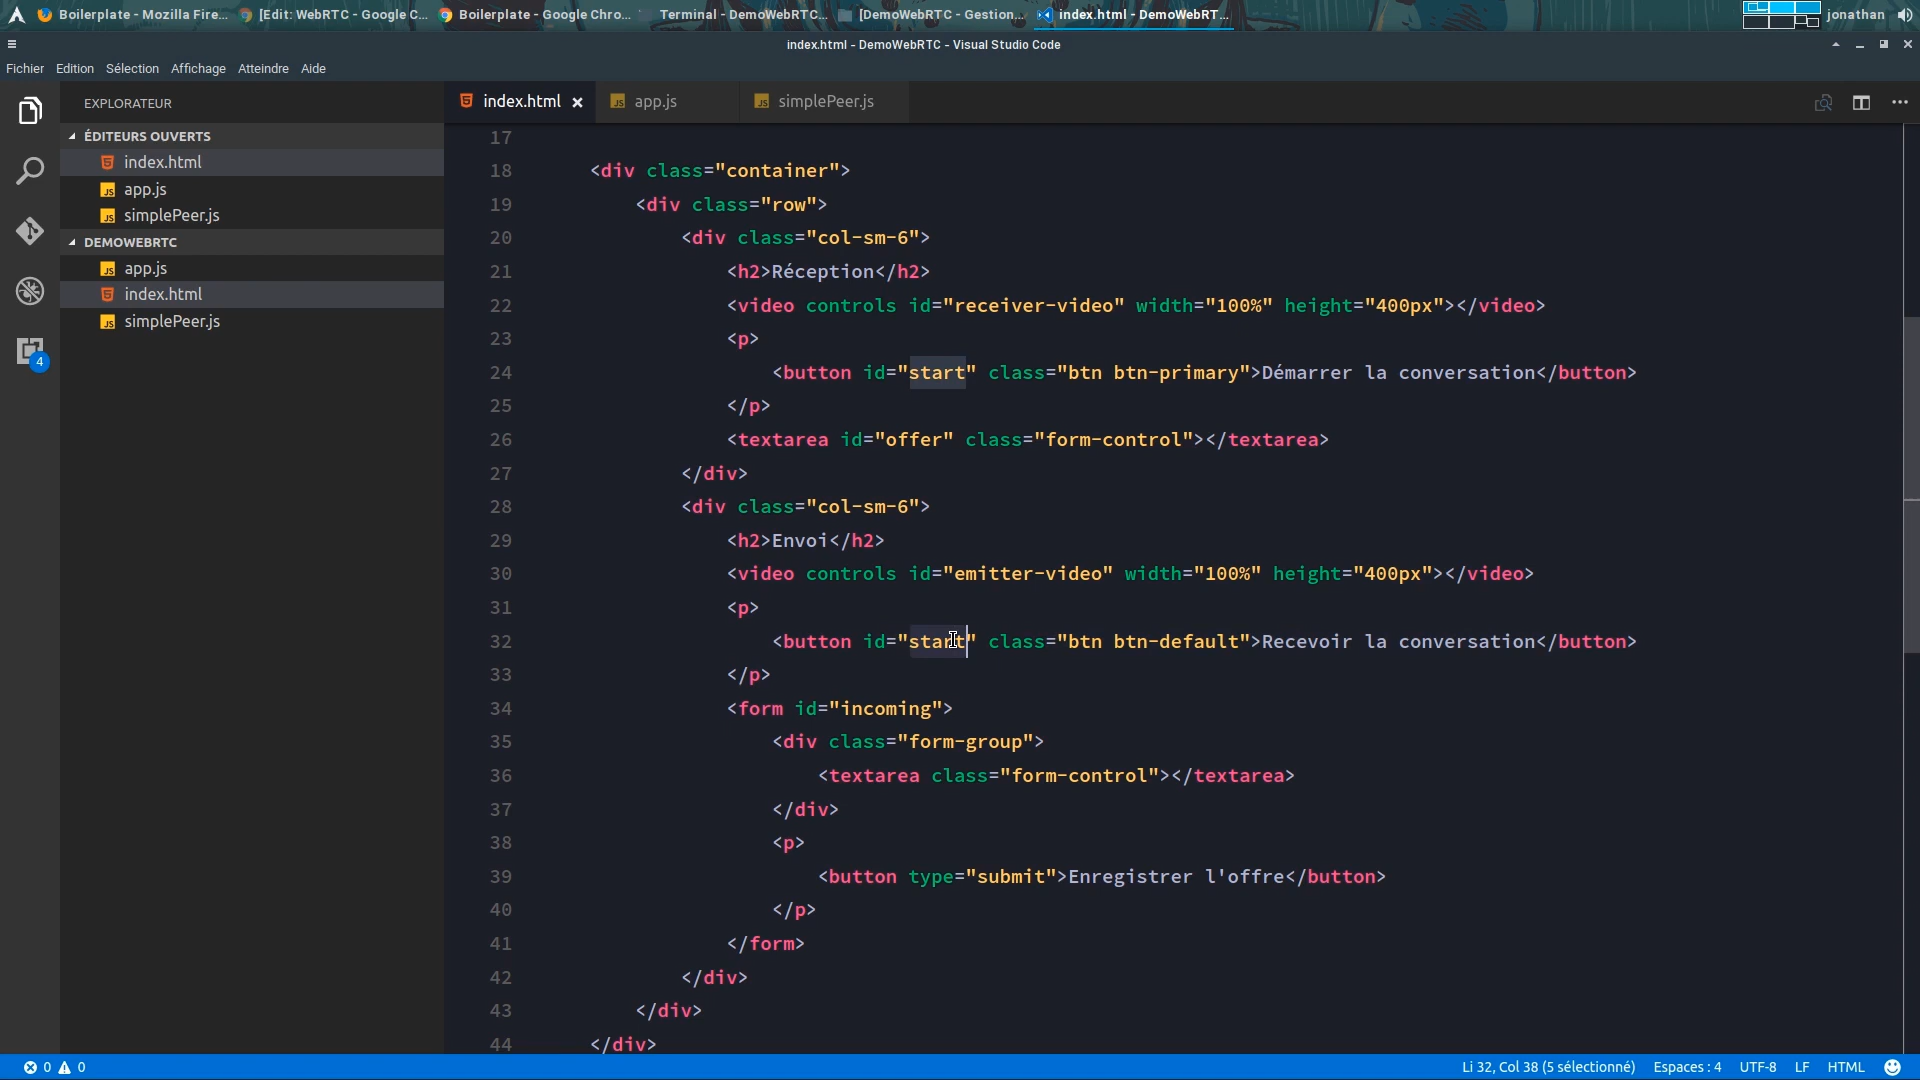 Boilerplate - Mozilla Fire... [Edit: WebRTC - Google C... Boilerplate - Google Chro... Terminal - DemoWebRTC... [DemoWebRTC - Gestion... index.html - DemoWebRT... jonathan
index.html - DemoWebRTC - Visual Studio Code
Fichier Edition Sélection Affichage Atteindre Aide
EXPLORATEUR
ÉDITEURS OUVERTS
index.html
app.js
simplePeer.js
DEMOWEBRTC
app.js
index.html
simplePeer.js
4
index.html app.js simplePeer.js
17
18 <div class="container">
19 <div class="row">
20 <div class="col-sm-6">
21 <h2>Réception</h2>
22 <video controls id="receiver-video" width="100%" height="400px"></video>
23 <p>
24 <button id="start" class="btn btn-primary">Démarrer la conversation</button>
25 </p>
26 <textarea id="offer" class="form-control"></textarea>
27 </div>
28 <div class="col-sm-6">
29 <h2>Envoi</h2>
30 <video controls id="emitter-video" width="100%" height="400px"></video>
31 <p>
32 <button id="start" class="btn btn-default">Recevoir la conversation</button>
33 </p>
34 <form id="incoming">
35 <div class="form-group">
36 <textarea class="form-control"></textarea>
37 </div>
38 <p>
39 <button type="submit">Enregistrer l'offre</button>
40 </p>
41 </form>
42 </div>
43 </div>
44 </div>
0 0 Li 32, Col 38 (5 sélectionné) Espaces : 4 UTF-8 LF HTML